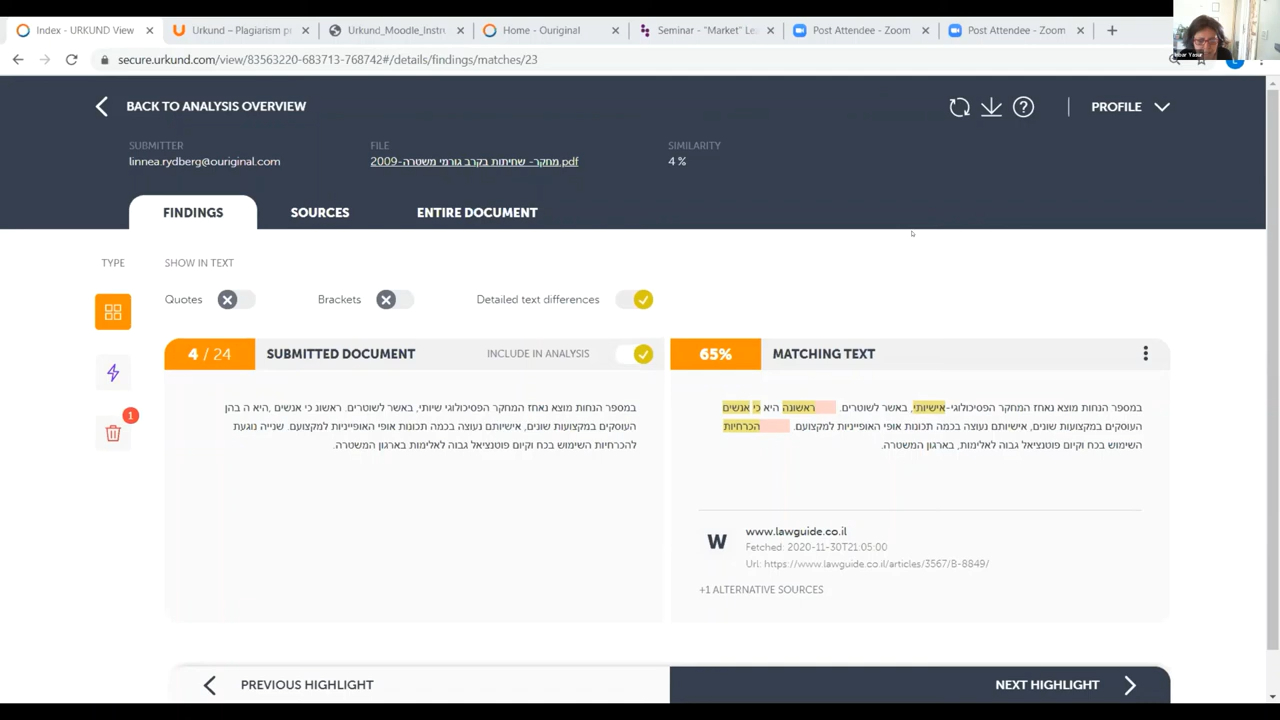 Index - URKUND View
Urkund – Plagiarism p
Urkund_Moodle_Instr
Home - Ouriginal
Seminar - "Market" Le
Post Attendee - Zoom
Post Attendee - Zoom
secure.urkund.com/view/83563220-683713-768742#/details/findings/matches/23
BACK TO ANALYSIS OVERVIEW
PROFILE
SUBMITTER
FILE
SIMILARITY
linnea.rydberg@ouriginal.com
מחקר- שחיתות בקרב גורמי משטרה-2009.pdf
4 %
FINDINGS
SOURCES
ENTIRE DOCUMENT
TYPE
SHOW IN TEXT
Quotes
Brackets
Detailed text differences
4 / 24
SUBMITTED DOCUMENT
INCLUDE IN ANALYSIS
65%
MATCHING TEXT
במספר הנחות מוצא נאחז המחקר הפסיכולוגי שיותי, באשר לשוטרים. ראשונ כי אנשים ,היא ה בהן
העוסקים במקצועות שונים, אישיותם נעוצה בכמה תכונות אופי האופייניות למקצועם. שנייה נוגעת
להכרחיות השימוש בכח וקיום פוטנציאל גבוה לאלימות בארגון המשטרה.
במספר הנחות מוצא נאחז המחקר הפסיכולוגי-אישיותי, באשר לשוטרים. ראשונה היא כי אנשים
העוסקים במקצועות שונים, אישיותם נעוצה בכמה תכונות אופי האופייניות למקצועם. הכרחיות
השימוש בכח וקיום פוטנציאל גבוה לאלימות, בארגון המשטרה.
1
W
www.lawguide.co.il
Fetched: 2020-11-30T21:05:00
Url: https://www.lawguide.co.il/articles/3567/B-8849/
+1 ALTERNATIVE SOURCES
PREVIOUS HIGHLIGHT
NEXT HIGHLIGHT